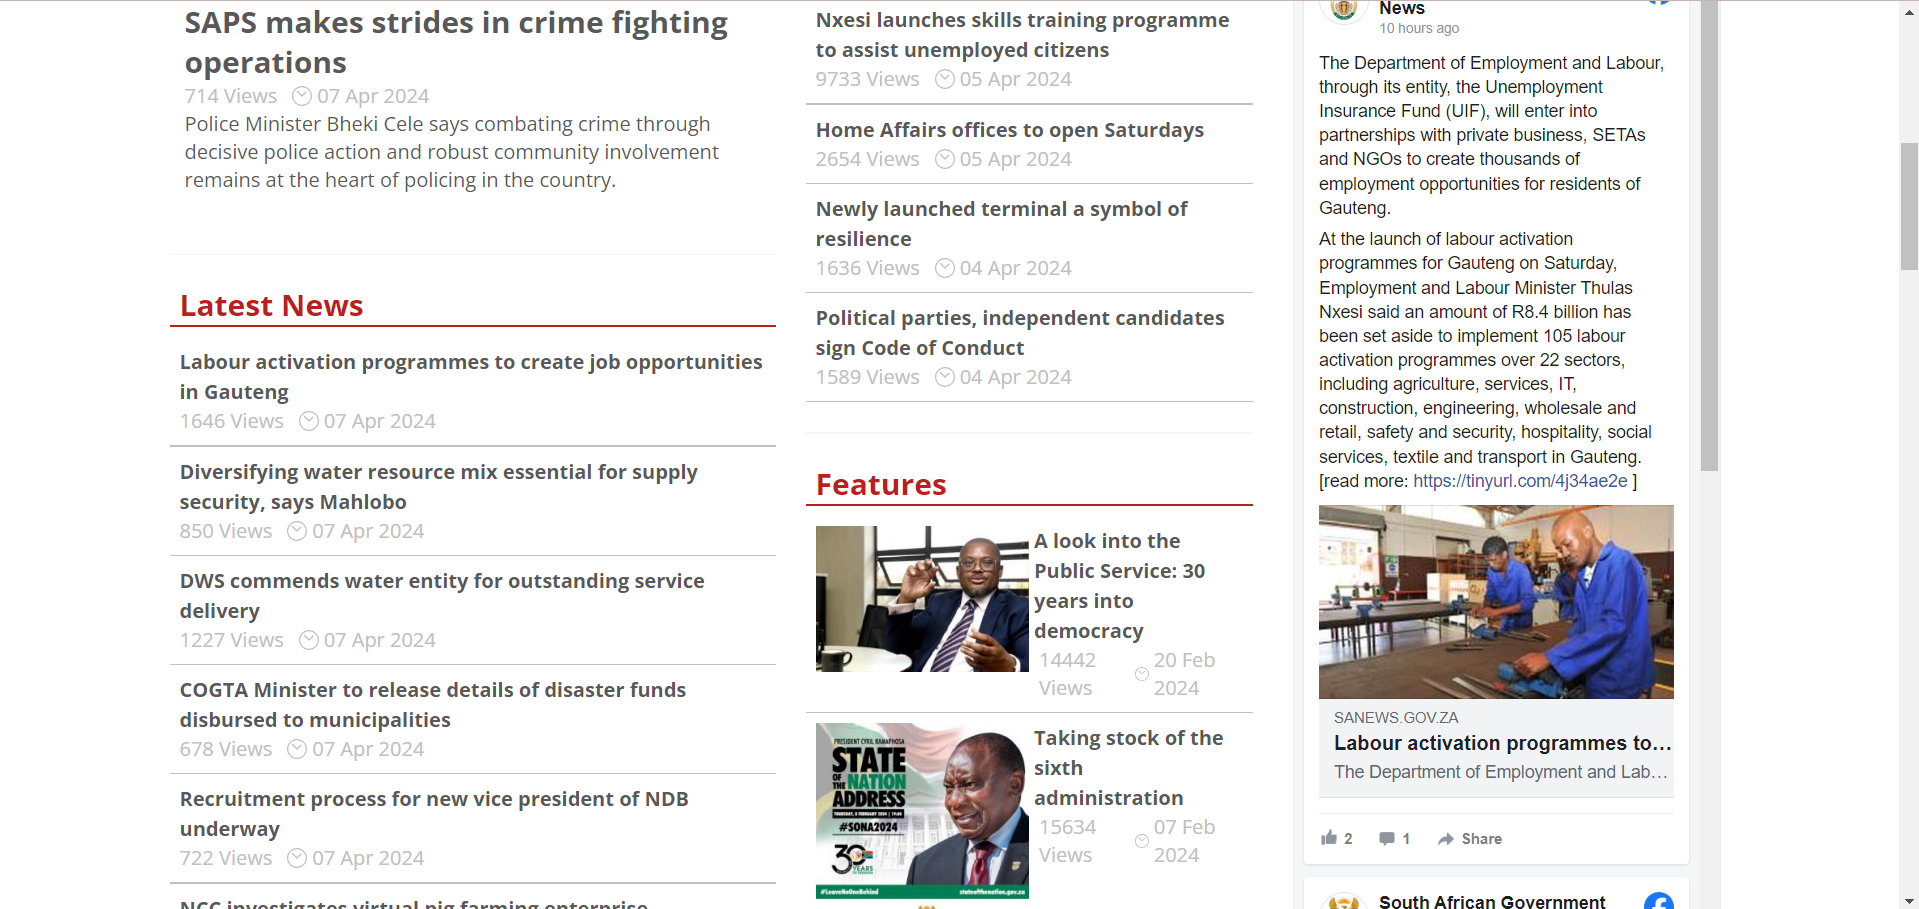 SAPS makes strides in crime fighting
operations
714 Views 07 Apr 2024
Police Minister Bheki Cele says combating crime through
decisive police action and robust community involvement
remains at the heart of policing in the country.
Latest News
Labour activation programmes to create job opportunities
in Gauteng
1646 Views 07 Apr 2024
Diversifying water resource mix essential for supply
security, says Mahlobo
850 Views 07 Apr 2024
DWS commends water entity for outstanding service
delivery
1227 Views 07 Apr 2024
COGTA Minister to release details of disaster funds
disbursed to municipalities
678 Views 07 Apr 2024
Recruitment process for new vice president of NDB
underway
722 Views 07 Apr 2024
NCC investigates virtual pig farming enterprise
Nxesi launches skills training programme
to assist unemployed citizens
9733 Views 05 Apr 2024
Home Affairs offices to open Saturdays
2654 Views 05 Apr 2024
Newly launched terminal a symbol of
resilience
1636 Views 04 Apr 2024
Political parties, independent candidates
sign Code of Conduct
1589 Views 04 Apr 2024
Features
A look into the
Public Service: 30
years into
democracy
14442
Views
20 Feb
2024
PRESIDENT CYRIL RAMAPHOSA
STATE
OF THE NATION
ADDRESS
THURSDAY, 8 FEBRUARY 2024 | 19:00
#SONA2024
30 YEARS
#LeaveNoOneBehind
stateofthenation.gov.za
Taking stock of the
sixth
administration
15634
Views
07 Feb
2024
News
10 hours ago
The Department of Employment and Labour,
through its entity, the Unemployment
Insurance Fund (UIF), will enter into
partnerships with private business, SETAs
and NGOs to create thousands of
employment opportunities for residents of
Gauteng.
At the launch of labour activation
programmes for Gauteng on Saturday,
Employment and Labour Minister Thulas
Nxesi said an amount of R8.4 billion has
been set aside to implement 105 labour
activation programmes over 22 sectors,
including agriculture, services, IT,
construction, engineering, wholesale and
retail, safety and security, hospitality, social
services, textile and transport in Gauteng.
[read more: https://tinyurl.com/4j34ae2e ]
SANEWS.GOV.ZA
Labour activation programmes to...
The Department of Employment and Lab...
2 1 Share
South African Government